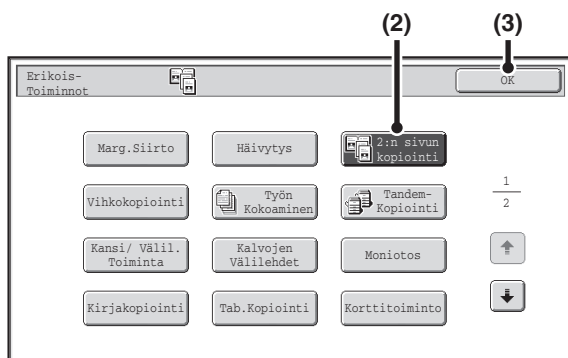 (2)
(3)
Erikois-
Toiminnot
OK
Marg.Siirto
Häivytys
2:n sivun
kopiointi
Vihkokopiointi
Työn
Kokoaminen
Tandem-
Kopiointi
1
2
Kansi/ Välil.
Toiminta
Kalvojen
Välilehdet
Moniotos
Kirjakopiointi
Tab.Kopiointi
Korttitoiminto